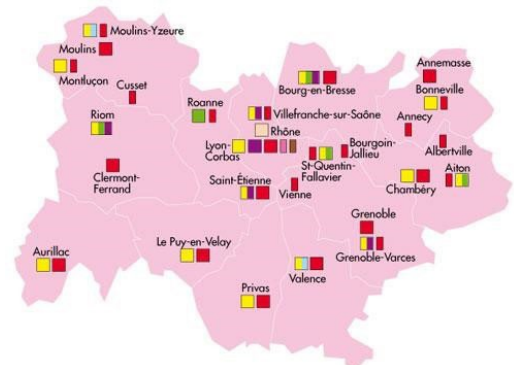 Moulins-Yzeure
Moulins
Montluçon
Cusset
Riom
Clermont-
Ferrand
Roanne
Bourg-en-Bresse
Villefranche-sur-Saône
Rhône
Lyon-
Corbas
St-Quentin-
Fallavier
Bourgoin-
Jallieu
Saint-Étienne
Vienne
Annemasse
Bonneville
Annecy
Albertville
Aiton
Chambéry
Grenoble
Grenoble-Varces
Aurillac
Le Puy-en-Velay
Privas
Valence